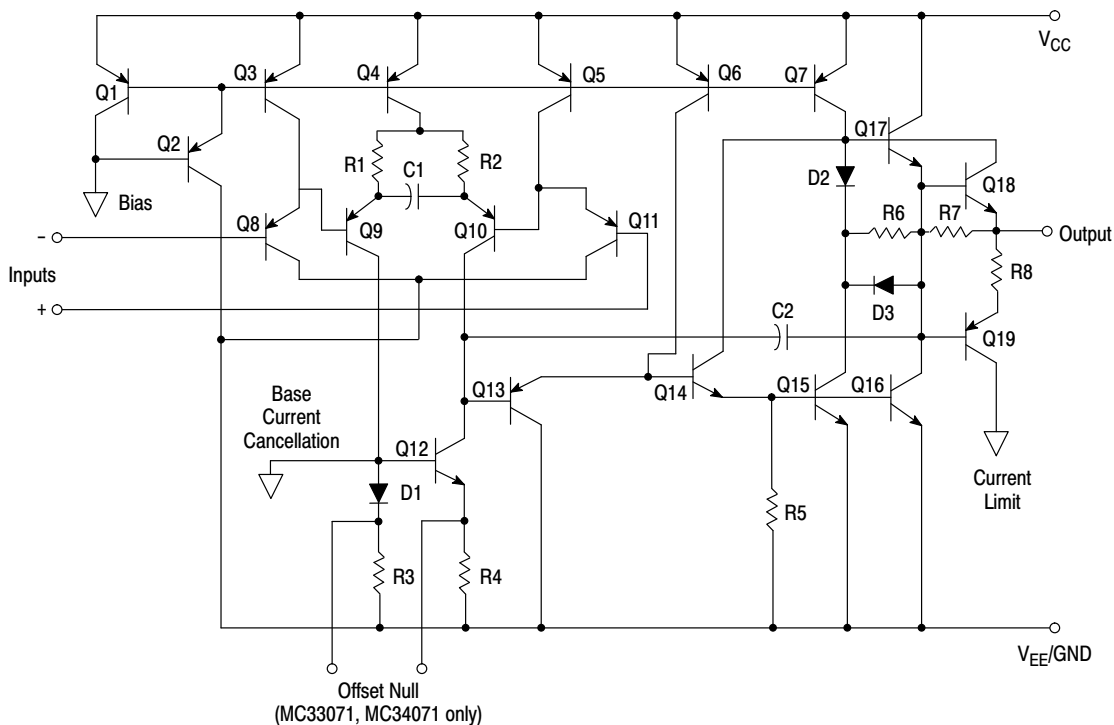 VCC
Q1
Q3
Q4
Q5
Q6
Q7
Q2
Q17
R1
C1
R2
D2
Q18
Bias
Q8
Q9
Q10
Q11
R6
R7
Output
−
Inputs
+
R8
D3
C2
Q19
Q13
Q14
Q15
Q16
Base
Current
Cancellation
Q12
D1
Current
Limit
R5
R3
R4
VEE/GND
Offset Null
(MC33071, MC34071 only)